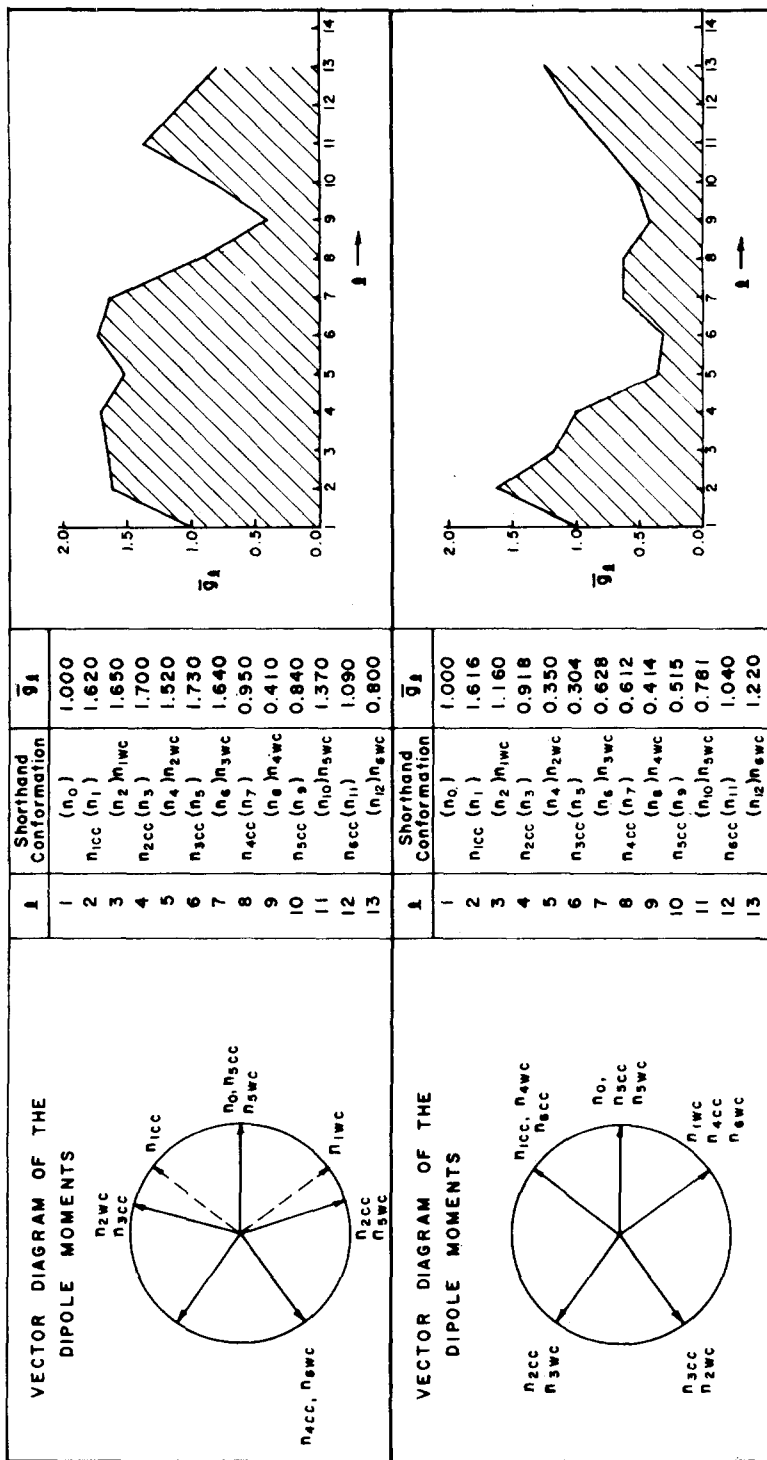 VECTOR DIAGRAM OF THE
DIPOLE MOMENTS
n1CC
n2WC
n3CC
n0, n5CC
n5WC
n1WC
n2CC
n5WC
n4CC, n6WC
ℓ Shorthand Conformation ḡℓ
1 (n0) 1.000
2 n1CC (n1) 1.620
3 (n2) n1WC 1.650
4 n2CC (n3) 1.700
5 (n4) n2WC 1.520
6 n3CC (n5) 1.730
7 (n6) n3WC 1.640
8 n4CC (n7) 0.950
9 (n8) n4WC 0.410
10 n5CC (n9) 0.840
11 (n10) n5WC 1.370
12 n6CC (n11) 1.090
13 (n12) n6WC 0.800
ḡℓ
2.0
1.5
1.0
0.5
0.0
1 2 3 4 5 6 7 8 9 10 11 12 13 14
ℓ →
VECTOR DIAGRAM OF THE
DIPOLE MOMENTS
n1CC, n4WC
n6CC
n2CC
n3WC
n0,
n5CC
n5WC
n1WC
n4CC
n6WC
n3CC
n2WC
ℓ Shorthand Conformation ḡℓ
1 (n0) 1.000
2 n1CC (n1) 1.616
3 (n2) n1WC 1.160
4 n2CC (n3) 0.918
5 (n4) n2WC 0.350
6 n3CC (n5) 0.304
7 (n6) n3WC 0.628
8 n4CC (n7) 0.612
9 (n8) n4WC 0.414
10 n5CC (n9) 0.515
11 (n10) n5WC 0.781
12 n6CC (n11) 1.040
13 (n12) n6WC 1.220
ḡℓ
2.0
1.5
1.0
0.5
0.0
1 2 3 4 5 6 7 8 9 10 11 12 13 14
ℓ →